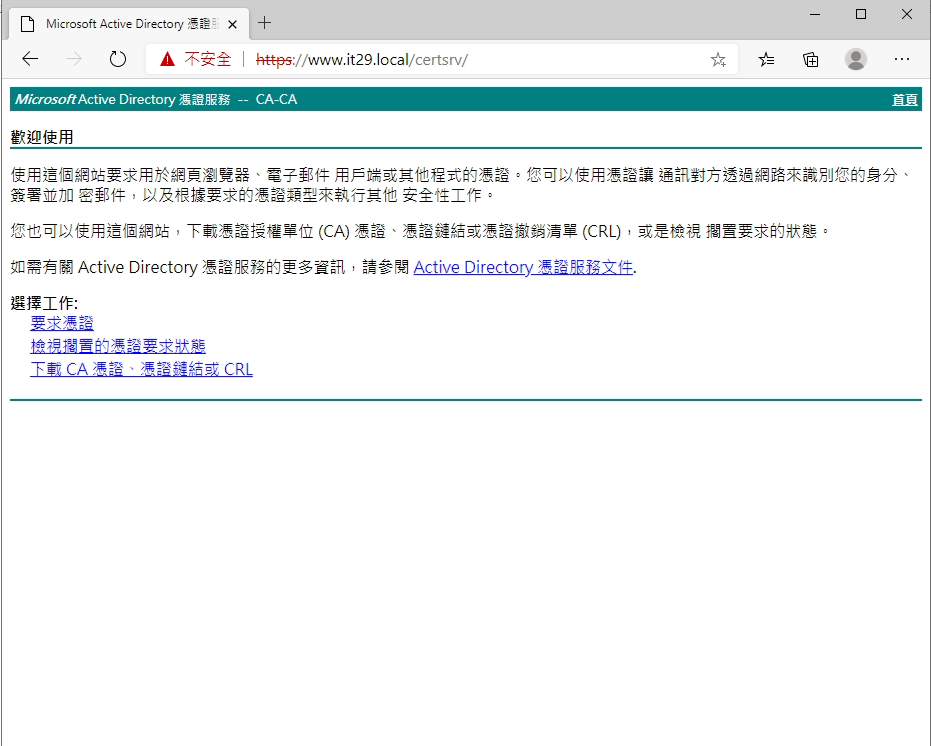 Microsoft Active Directory 憑證服
不安全 | https://www.it29.local/certsrv/
Microsoft Active Directory 憑證服務 -- CA-CA 首頁
歡迎使用
使用這個網站要求用於網頁瀏覽器、電子郵件 用戶端或其他程式的憑證。您可以使用憑證讓 通訊對方透過網路來識別您的身分、
簽署並加 密郵件，以及根據要求的憑證類型來執行其他 安全性工作。
您也可以使用這個網站，下載憑證授權單位 (CA) 憑證、憑證鏈結或憑證撤銷清單 (CRL)，或是檢視 擱置要求的狀態。
如需有關 Active Directory 憑證服務的更多資訊，請參閱 Active Directory 憑證服務文件.
選擇工作:
要求憑證
檢視擱置的憑證要求狀態
下載 CA 憑證、憑證鏈結或 CRL